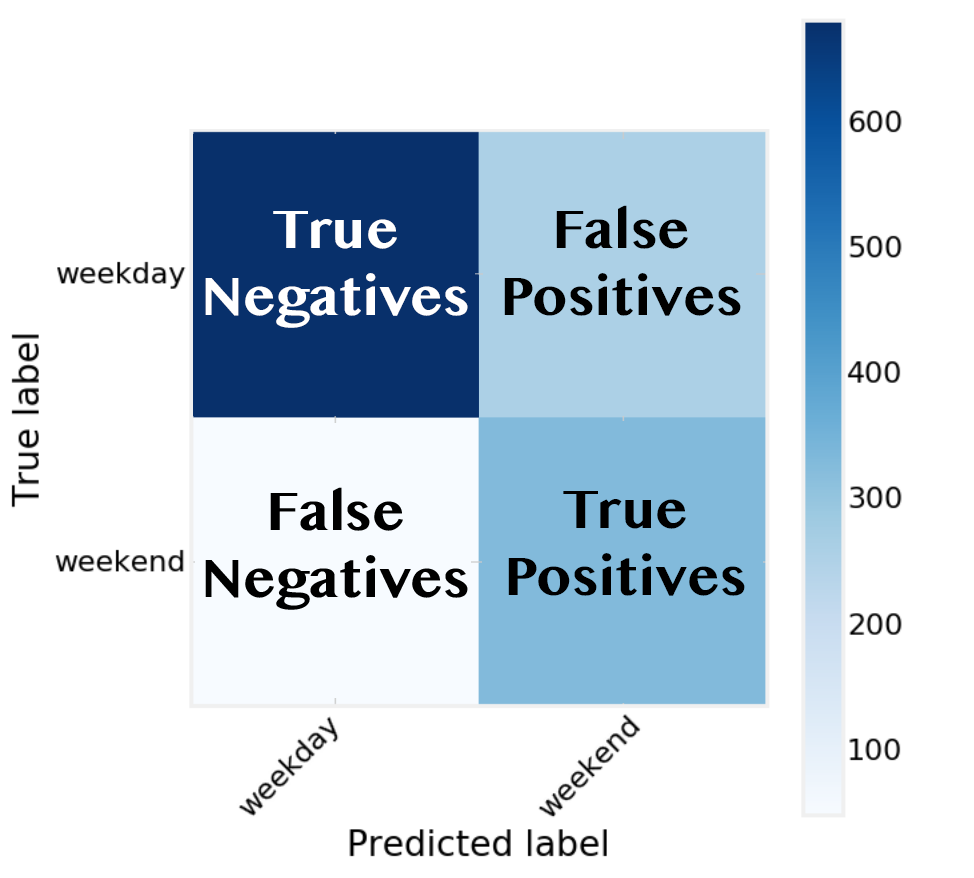 True
Negatives
False
Positives
weekday
False
Negatives
True
Positives
weekend
True label
weekday
weekend
Predicted label
600
500
400
300
200
100